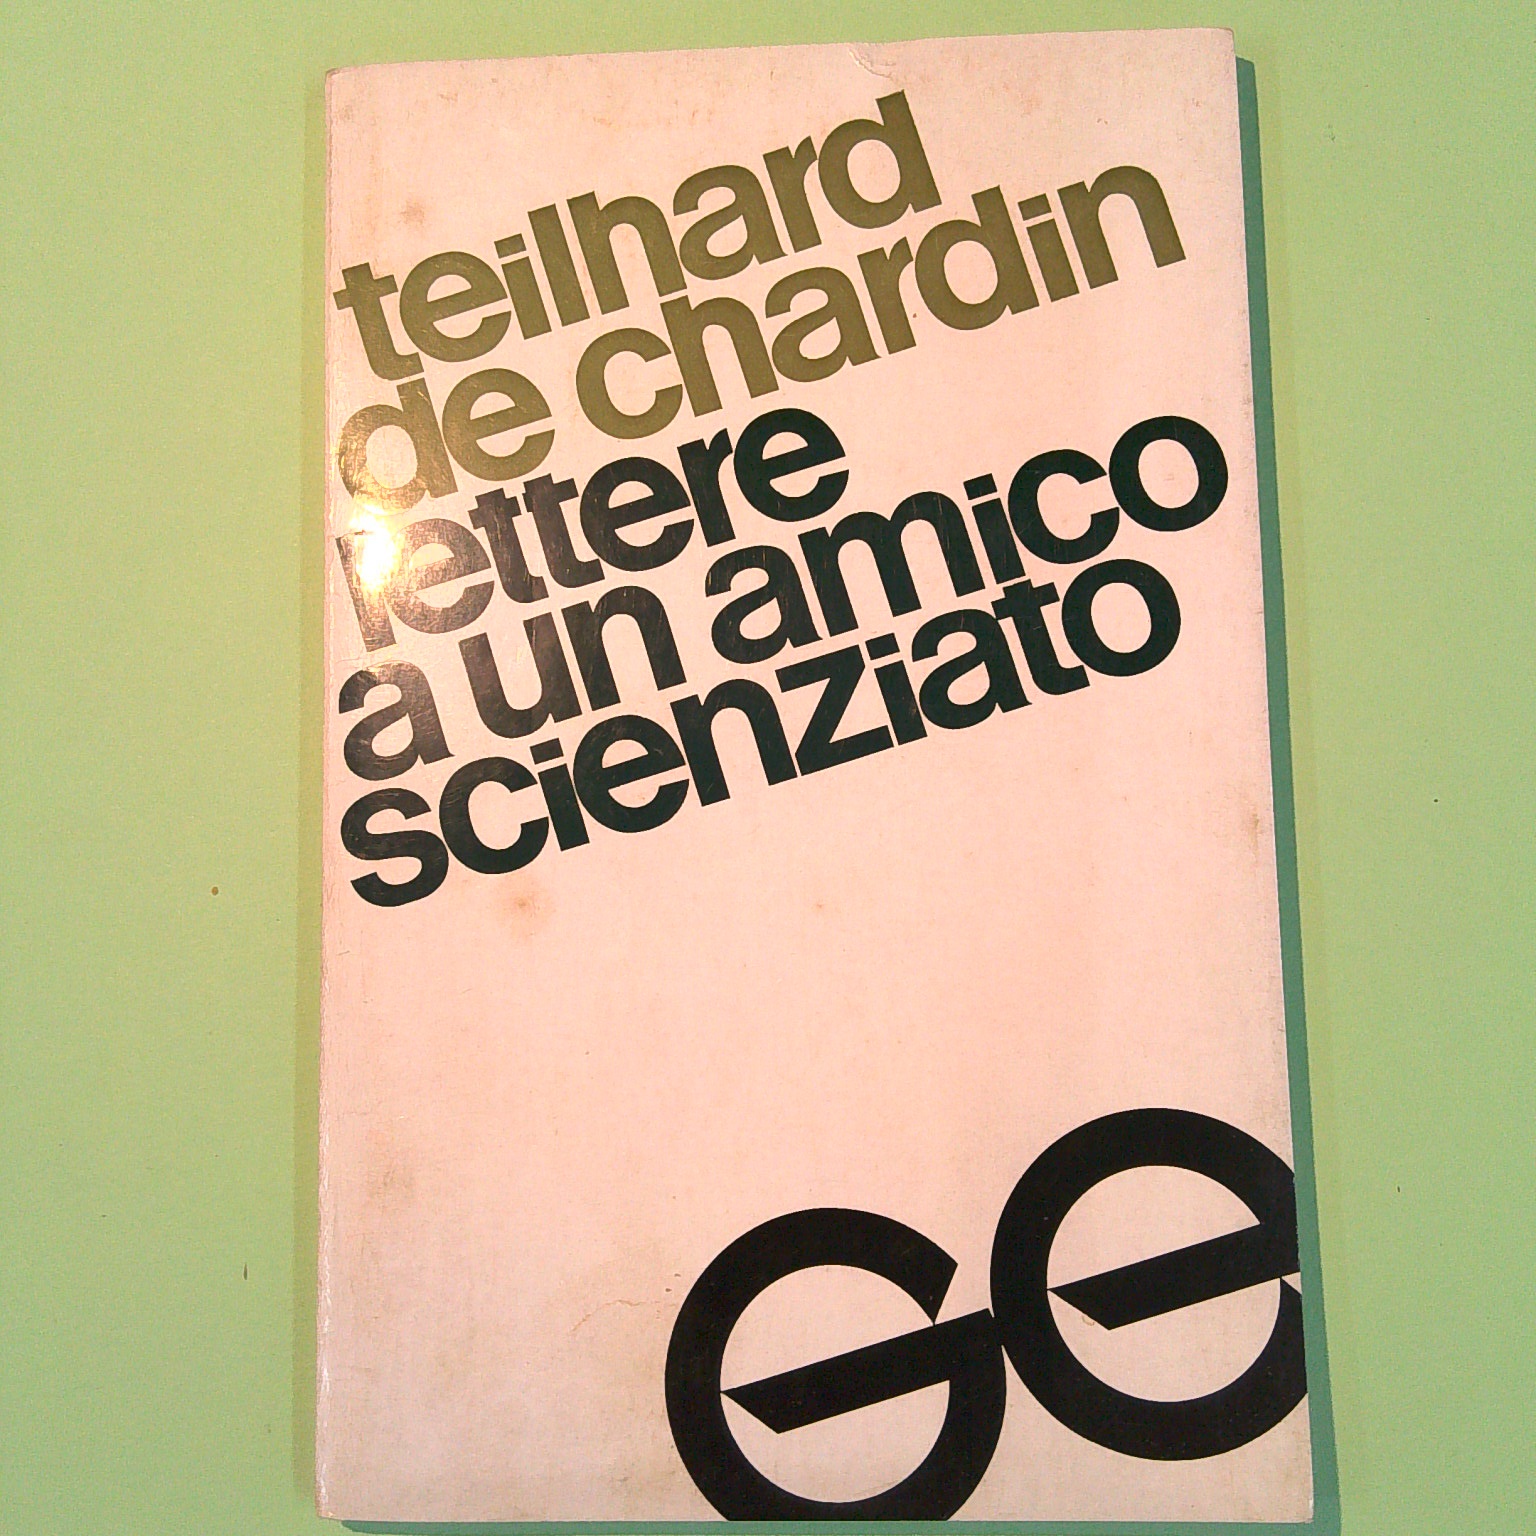 teilhard
de chardin
lettere
a un amico
scienziato
Ge